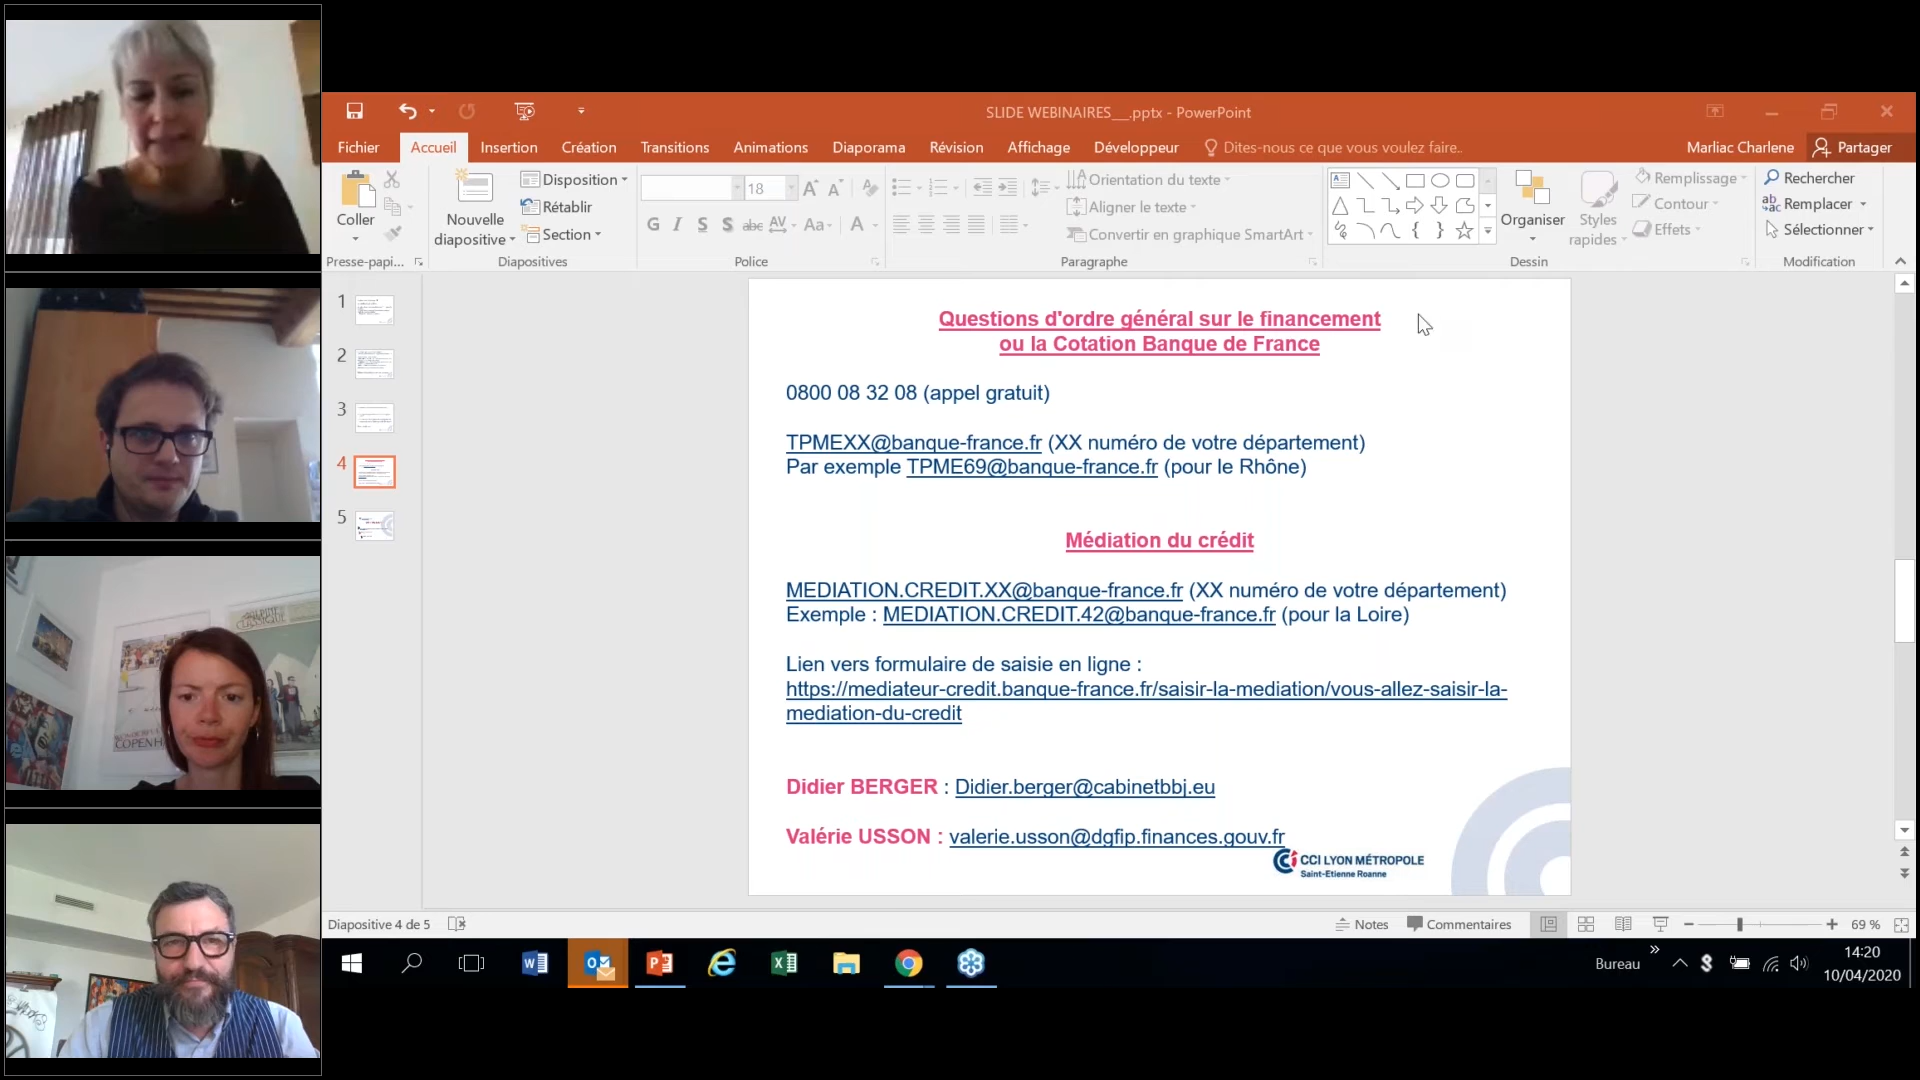 SLIDE WEBINAIRES__.pptx - PowerPoint
Fichier Accueil Insertion Création Transitions Animations Diaporama Révision Affichage Développeur Dites-nous ce que vous voulez faire.. Marliac Charlene Partager
Coller
Presse-papi...
Nouvelle
diapositive
Disposition
Rétablir
Section
Diapositives
18
G I S S abc AV Aa A
Police
Orientation du texte
Aligner le texte
Convertir en graphique SmartArt
Paragraphe
Organiser
Styles
rapides
Remplissage
Contour
Effets
Dessin
Rechercher
Remplacer
Sélectionner
Modification
1
2
3
4
5
Questions d'ordre général sur le financement
ou la Cotation Banque de France
0800 08 32 08 (appel gratuit)
TPMEXX@banque-france.fr (XX numéro de votre département)
Par exemple TPME69@banque-france.fr (pour le Rhône)
Médiation du crédit
MEDIATION.CREDIT.XX@banque-france.fr (XX numéro de votre département)
Exemple : MEDIATION.CREDIT.42@banque-france.fr (pour la Loire)
Lien vers formulaire de saisie en ligne :
https://mediateur-credit.banque-france.fr/saisir-la-mediation/vous-allez-saisir-la-
mediation-du-credit
Didier BERGER : Didier.berger@cabinetbbj.eu
Valérie USSON : valerie.usson@dgfip.finances.gouv.fr
CCI LYON MÉTROPOLE
Saint-Etienne Roanne
Diapositive 4 de 5
Notes Commentaires 69 %
Bureau
14:20
10/04/2020